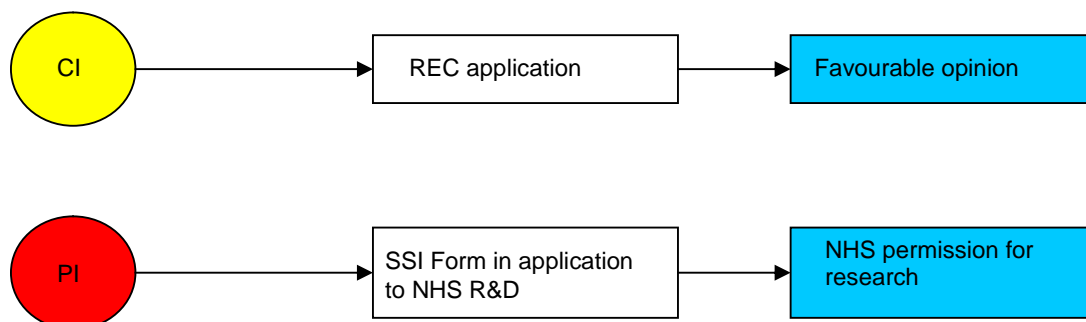 CI
REC application
Favourable opinion
PI
SSI Form in application
to NHS R&D
NHS permission for
research